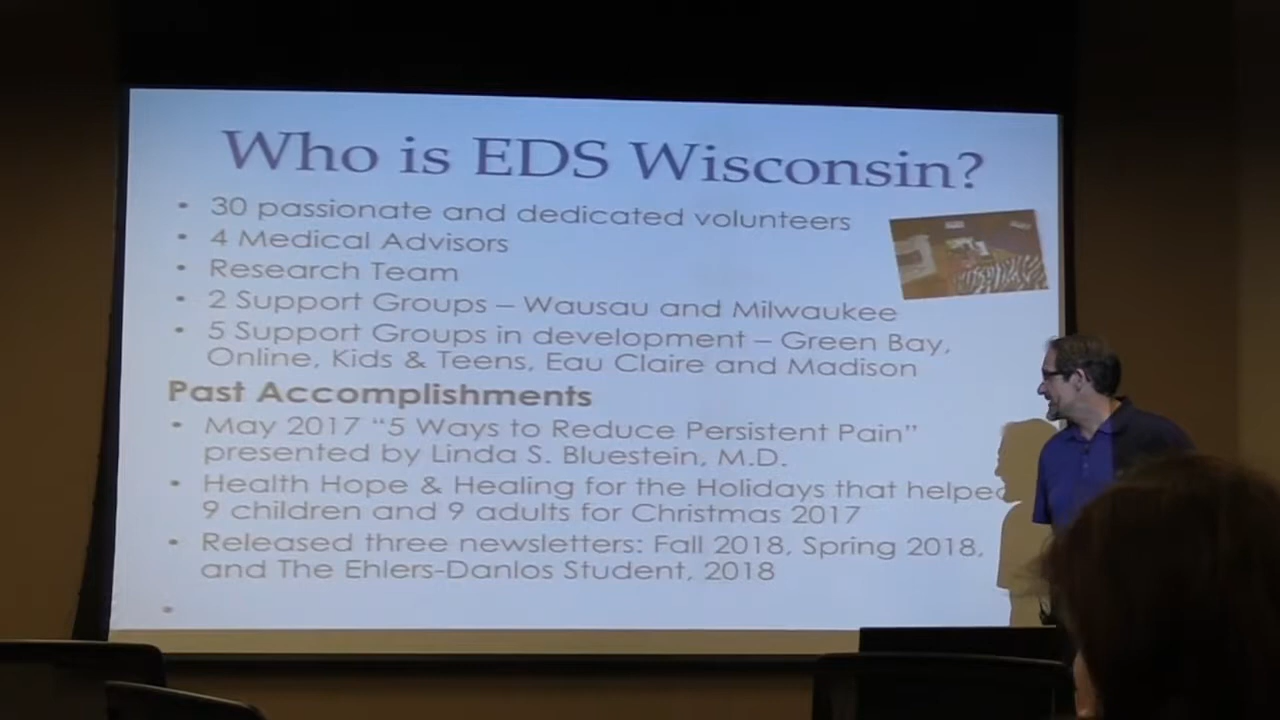 Who is EDS Wisconsin?
• 30 passionate and dedicated volunteers
• 4 Medical Advisors
• Research Team
• 2 Support Groups – Wausau and Milwaukee
• 5 Support Groups in development – Green Bay,
Online, Kids & Teens, Eau Claire and Madison
Past Accomplishments
• May 2017 “5 Ways to Reduce Persistent Pain”
presented by Linda S. Bluestein, M.D.
• Health Hope & Healing for the Holidays that helped
9 children and 9 adults for Christmas 2017
• Released three newsletters: Fall 2018, Spring 2018,
and The Ehlers-Danlos Student, 2018
•